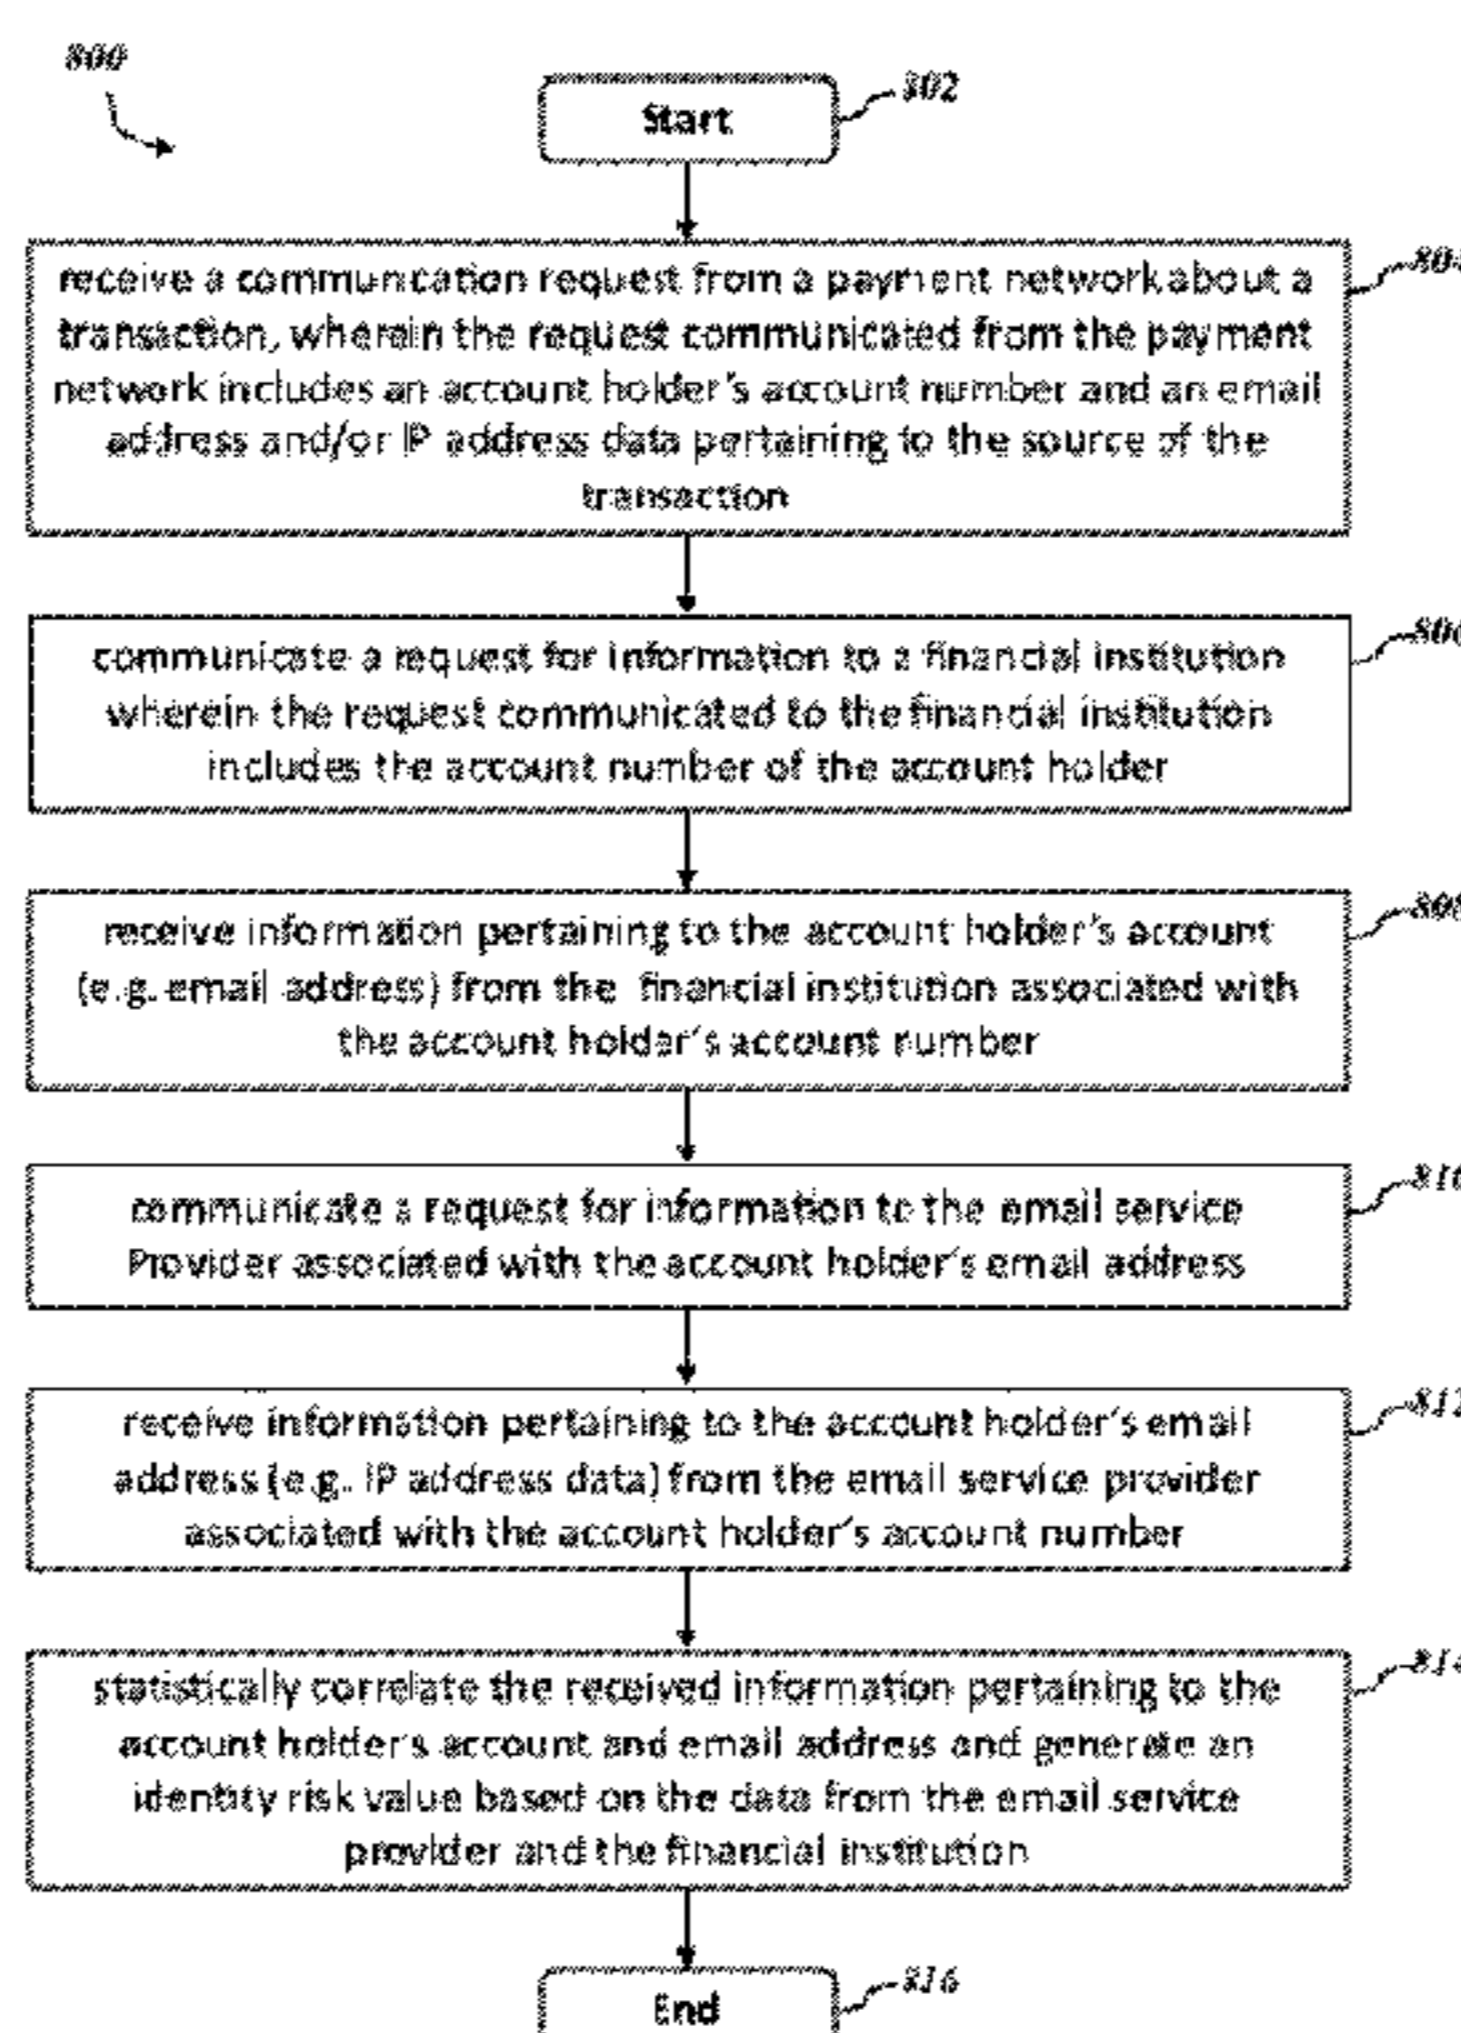 800
Start
802
receive a communication request from a payment network about a
transaction, wherein the request communicated from the payment
network includes an account holder's account number and an email
address and/or IP address data pertaining to the source of the
transaction
communicate a request for information to a financial institution
wherein the request communicated to the financial institution
includes the account number of the account holder
receive information pertaining to the account holder's account
(e.g. email address) from the financial institution associated with
the account holder's account number
communicate a request for information to the email service
Provider associated with the account holder's email address
receive information pertaining to the account holder's email
address (e.g. IP address data) from the email service provider
associated with the account holder's account number
statistically correlate the received information pertaining to the
account holder's account and email address and generate an
identity risk value based on the data from the email service
provider and the financial institution
End
816